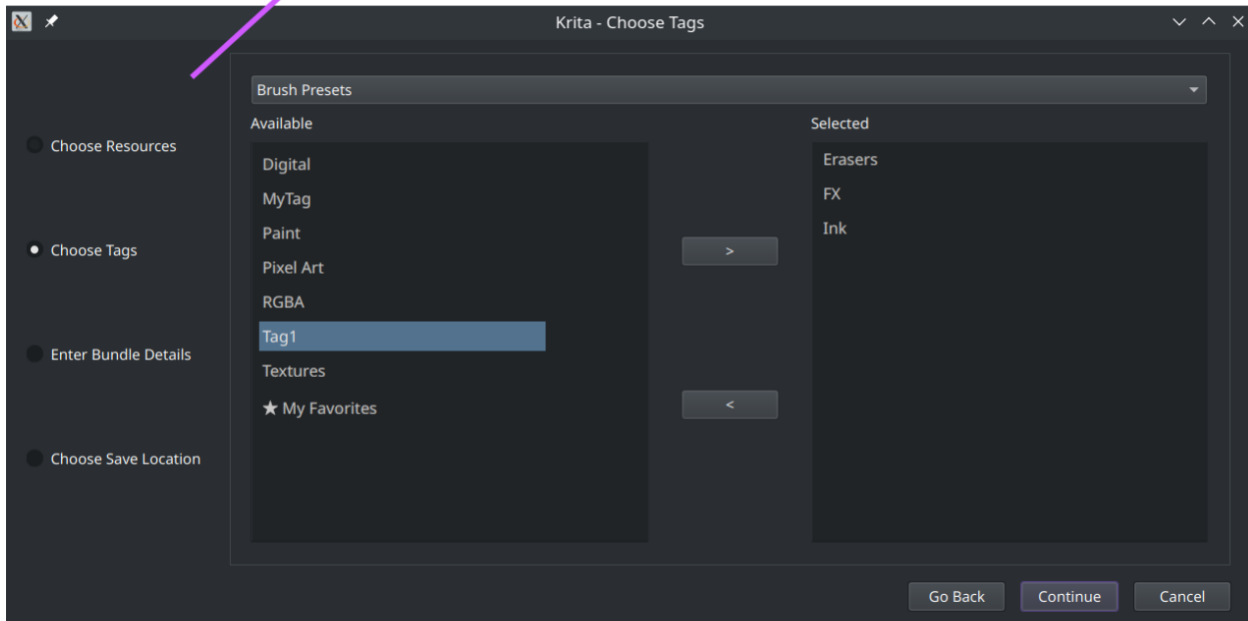 Krita - Choose Tags
Brush Presets
Available
Selected
Choose Resources
Choose Tags
Enter Bundle Details
Choose Save Location
Digital
MyTag
Paint
Pixel Art
RGBA
Tag1
Textures
★ My Favorites
>
<
Erasers
FX
Ink
Go Back
Continue
Cancel